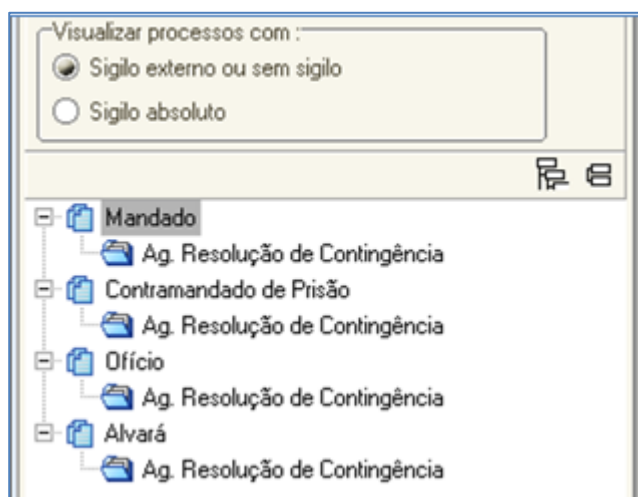 Visualizar processos com :
Sigilo externo ou sem sigilo
Sigilo absoluto
Mandado
Ag. Resolução de Contingência
Contramandado de Prisão
Ag. Resolução de Contingência
Ofício
Ag. Resolução de Contingência
Alvará
Ag. Resolução de Contingência